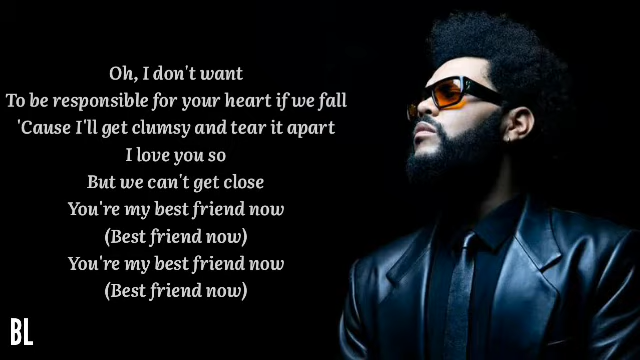 Oh, I don't want
To be responsible for your heart if we fall
'Cause I'll get clumsy and tear it apart
I love you so
But we can't get close
You're my best friend now
(Best friend now)
You're my best friend now
(Best friend now)
BL